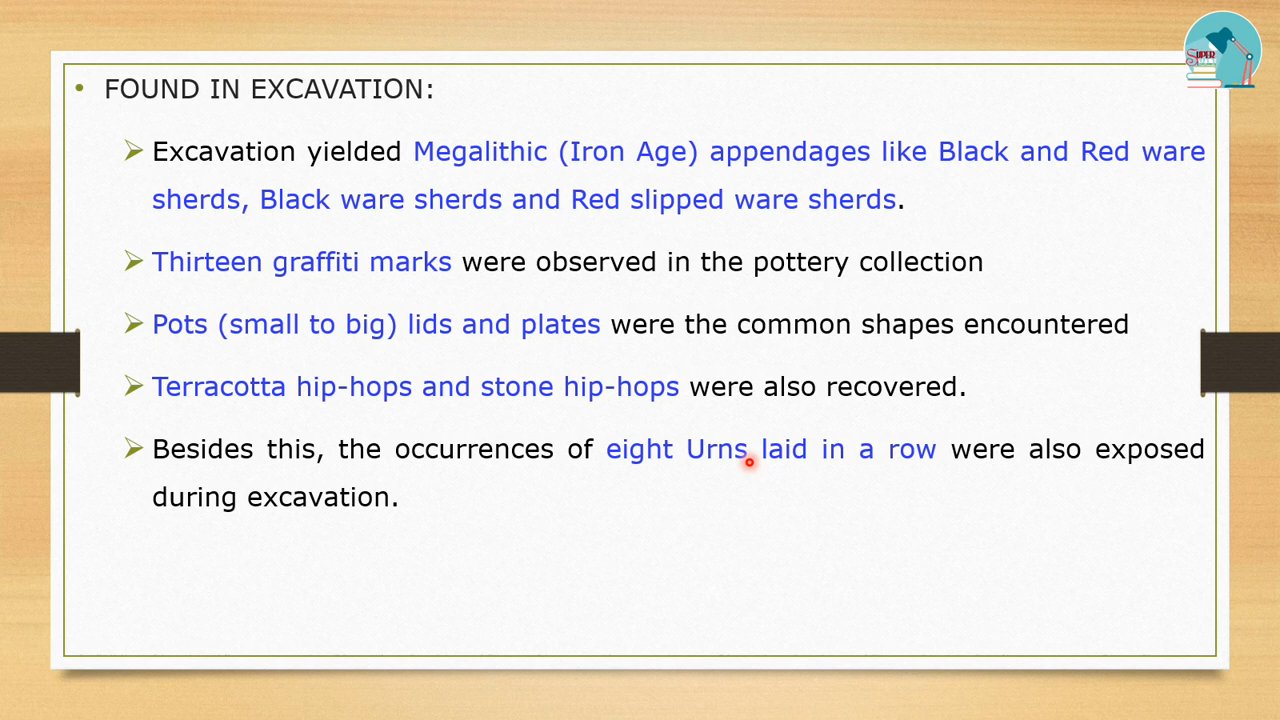 SUPER
• FOUND IN EXCAVATION:
➢ Excavation yielded Megalithic (Iron Age) appendages like Black and Red ware
sherds, Black ware sherds and Red slipped ware sherds.
➢ Thirteen graffiti marks were observed in the pottery collection
➢ Pots (small to big) lids and plates were the common shapes encountered
➢ Terracotta hip-hops and stone hip-hops were also recovered.
➢ Besides this, the occurrences of eight Urns laid in a row were also exposed
during excavation.